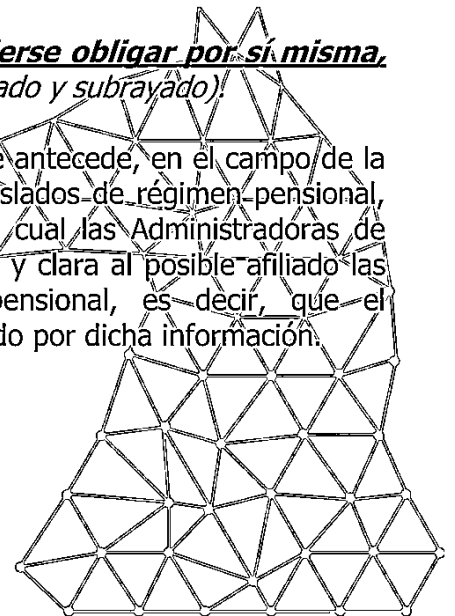 erse obligar por sí misma,
ado y subrayado).
e antecede, en el campo de la
slados de régimen pensional,
cual las Administradoras de
y clara al posible afiliado las
pensional, es decir, que el
do por dicha información.